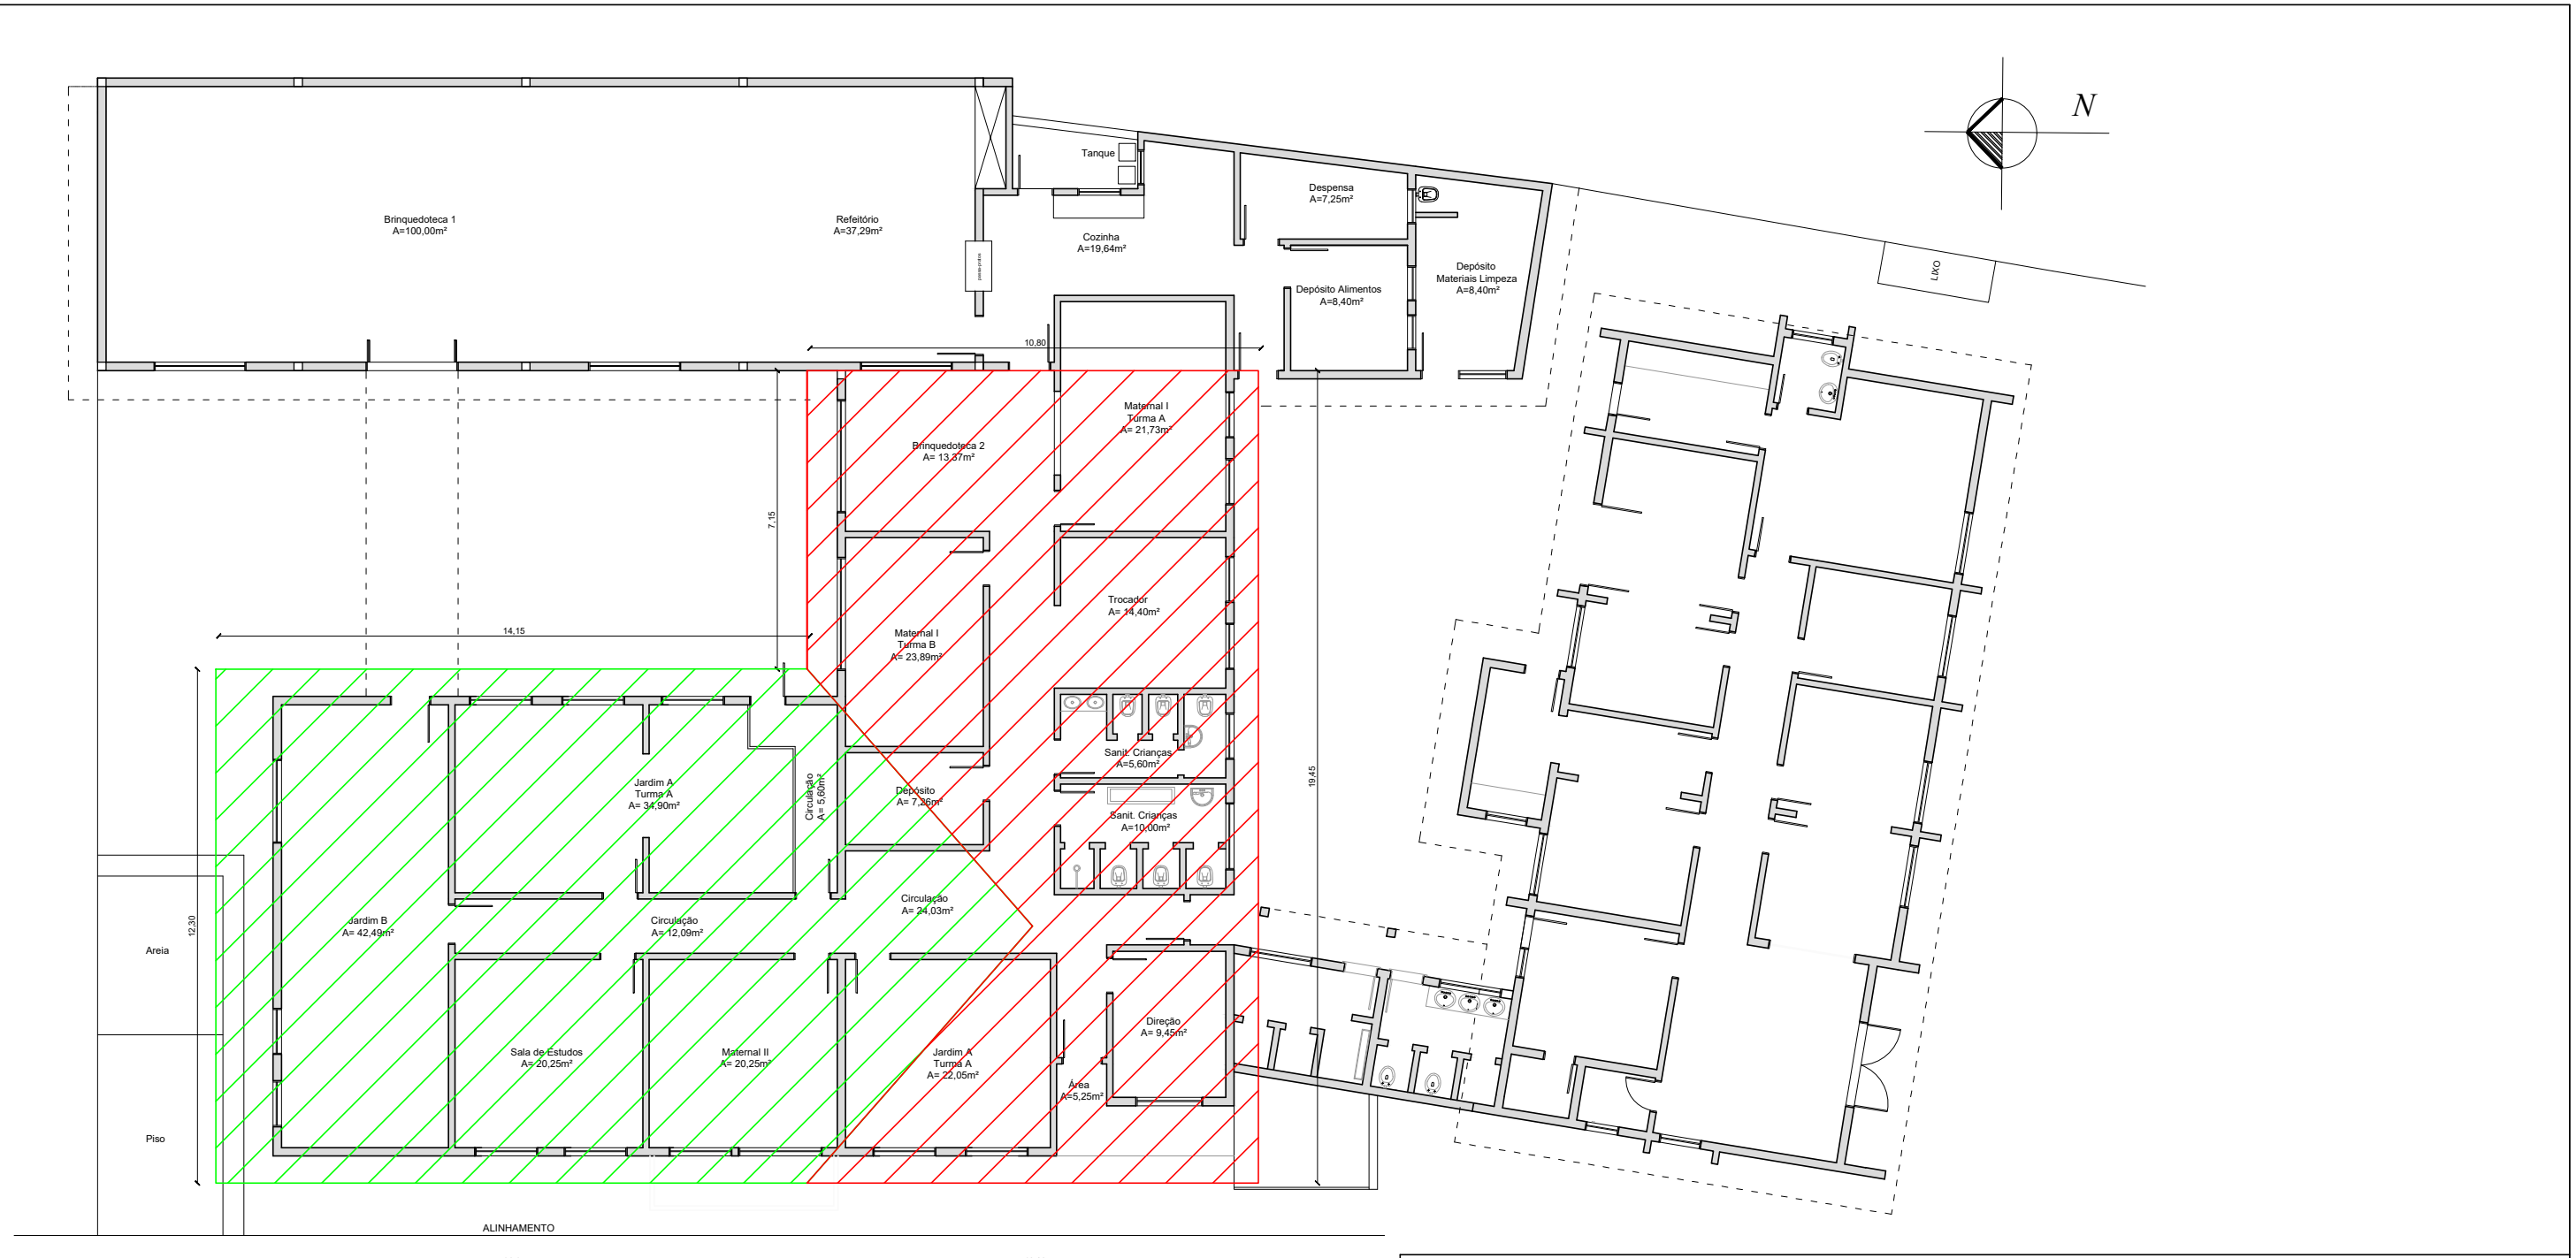 N
Tanque
Despensa
A=7,25m²
Brinquedoteca 1
A=100,00m²
Refeitório
A=37,29m²
Cozinha
A=19,64m²
Depósito
Materiais Limpeza
A=8,40m²
Depósito Alimentos
A=8,40m²
LIXO
10,80
Maternal I
Turma A
A= 21,73m²
Brinquedoteca 2
A= 13,37m²
7,15
Trocador
A= 14,40m²
14,15
Maternal I
Turma B
A= 23,89m²
Sanit. Crianças
A=5,60m²
19,45
Jardim A
Turma A
A= 34,90m²
Circulação
A= 5,60m²
Depósito
A= 7,26m²
Sanit. Crianças
A=10,00m²
12,30
Jardim B
A= 42,49m²
Circulação
A= 12,09m²
Circulação
A= 24,03m²
Areia
Direção
A= 9,45m²
Sala de Estudos
A= 20,25m²
Maternal II
A= 20,25m²
Jardim A
Turma A
A= 22,05m²
Área
A=5,25m²
Piso
ALINHAMENTO